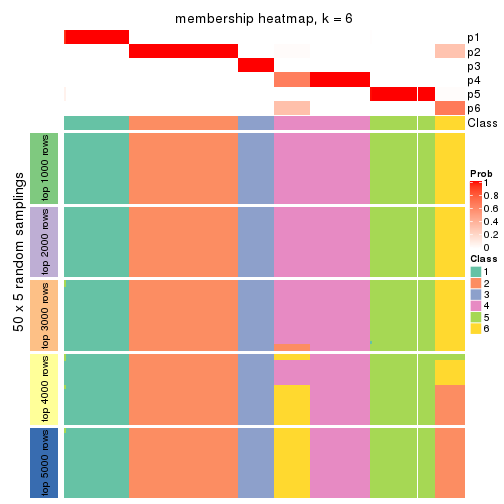 membership heatmap, k = 6
p1
p2
p3
p4
p5
p6
Class
50 x 5 random samplings
top 1000 rows
top 2000 rows
top 3000 rows
top 4000 rows
top 5000 rows
Prob
1
0.8
0.6
0.4
0.2
0
Class
1
2
3
4
5
6